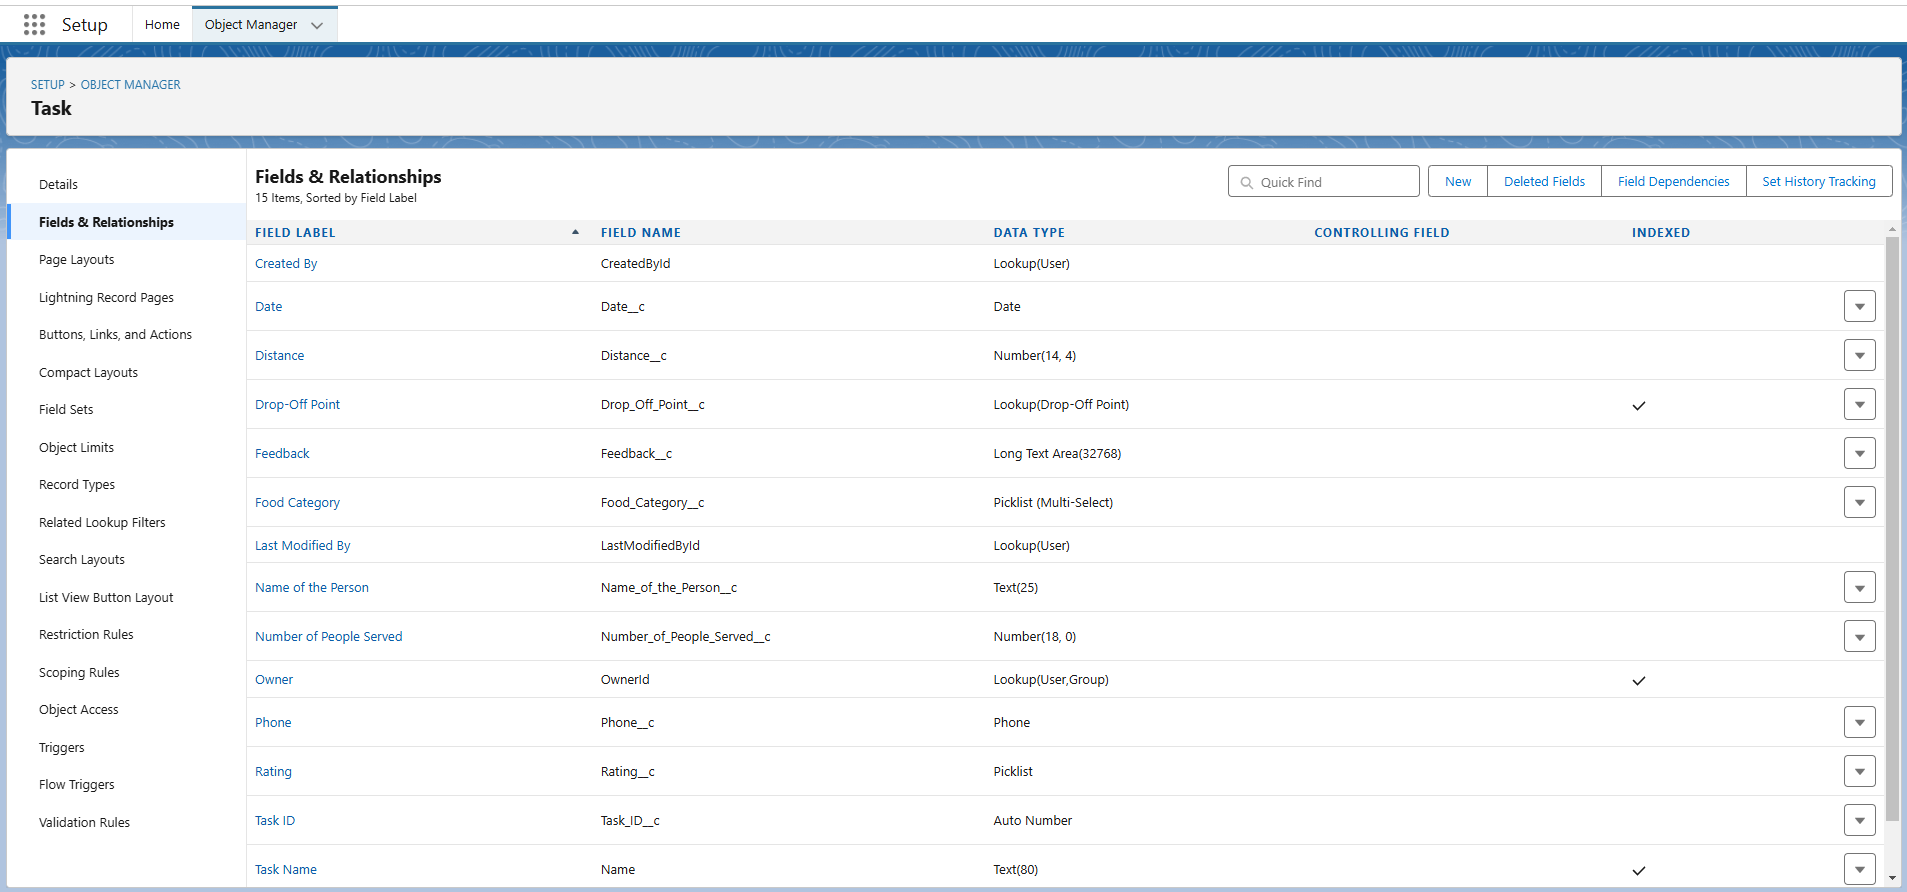 Setup
Home
Object Manager
SETUP > OBJECT MANAGER
Task
Details
Fields & Relationships
Page Layouts
Lightning Record Pages
Buttons, Links, and Actions
Compact Layouts
Field Sets
Object Limits
Record Types
Related Lookup Filters
Search Layouts
List View Button Layout
Restriction Rules
Scoping Rules
Object Access
Triggers
Flow Triggers
Validation Rules
Fields & Relationships
15 Items, Sorted by Field Label
Quick Find
New
Deleted Fields
Field Dependencies
Set History Tracking
FIELD LABEL FIELD NAME DATA TYPE CONTROLLING FIELD INDEXED
Created By CreatedById Lookup(User)
Date Date__c Date
Distance Distance__c Number(14, 4)
Drop-Off Point Drop_Off_Point__c Lookup(Drop-Off Point)
Feedback Feedback__c Long Text Area(32768)
Food Category Food_Category__c Picklist (Multi-Select)
Last Modified By LastModifiedById Lookup(User)
Name of the Person Name_of_the_Person__c Text(25)
Number of People Served Number_of_People_Served__c Number(18, 0)
Owner OwnerId Lookup(User,Group)
Phone Phone__c Phone
Rating Rating__c Picklist
Task ID Task_ID__c Auto Number
Task Name Name Text(80)